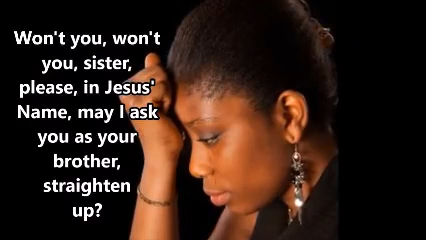 Won't you, won't
you, sister,
please, in Jesus'
Name, may I ask
you as your
brother,
straighten
up?